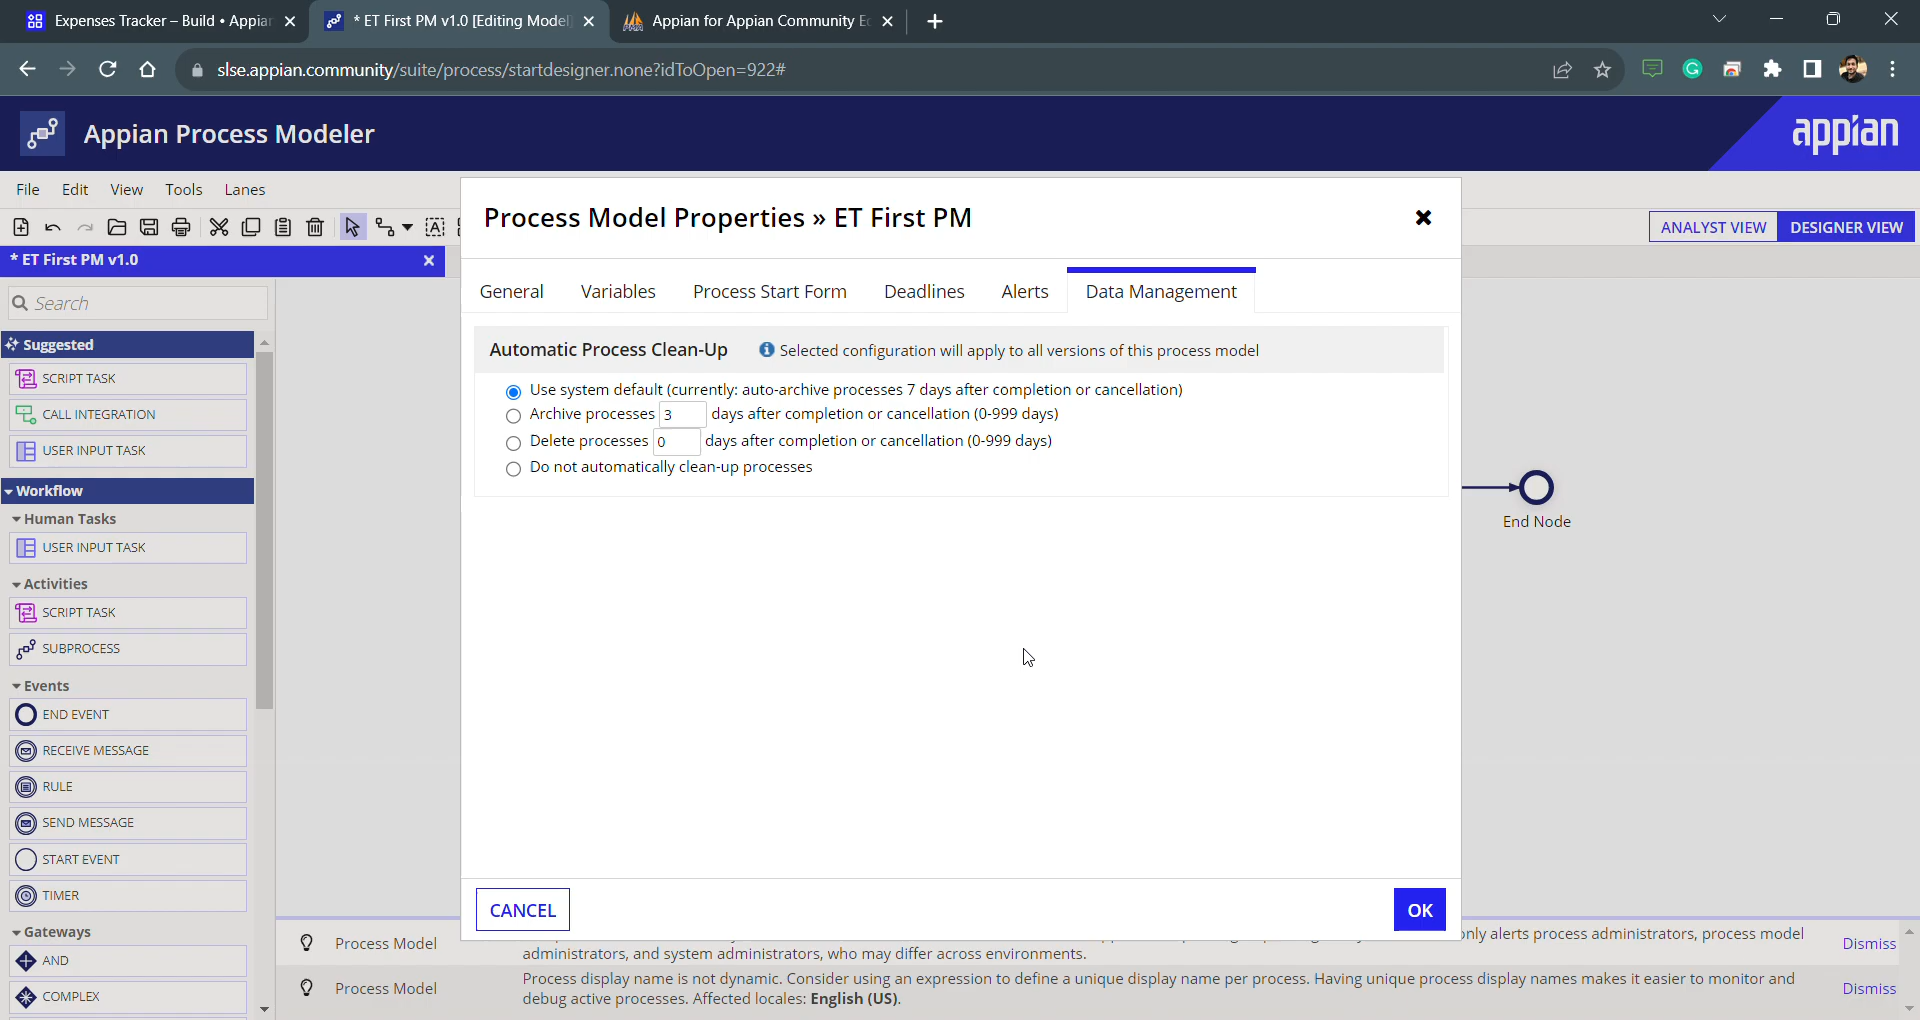 Expenses Tracker – Build • Appian
* ET First PM v1.0 [Editing Model]
Appian for Appian Community Ed
slse.appian.community/suite/process/startdesigner.none?idToOpen=922#
Appian Process Modeler
appian
File Edit View Tools Lanes
ANALYST VIEW DESIGNER VIEW
* ET First PM v1.0
Search
Suggested
SCRIPT TASK
CALL INTEGRATION
USER INPUT TASK
Workflow
Human Tasks
USER INPUT TASK
Activities
SCRIPT TASK
SUBPROCESS
Events
END EVENT
RECEIVE MESSAGE
RULE
SEND MESSAGE
START EVENT
TIMER
Gateways
AND
COMPLEX
Process Model Properties » ET First PM
General Variables Process Start Form Deadlines Alerts Data Management
Automatic Process Clean-Up Selected configuration will apply to all versions of this process model
Use system default (currently: auto-archive processes 7 days after completion or cancellation)
Archive processes 3 days after completion or cancellation (0-999 days)
Delete processes 0 days after completion or cancellation (0-999 days)
Do not automatically clean-up processes
CANCEL OK
End Node
Process Model
only alerts process administrators, process model
administrators, and system administrators, who may differ across environments.
Dismiss
Process Model
Process display name is not dynamic. Consider using an expression to define a unique display name per process. Having unique process display names makes it easier to monitor and
debug active processes. Affected locales: English (US).
Dismiss